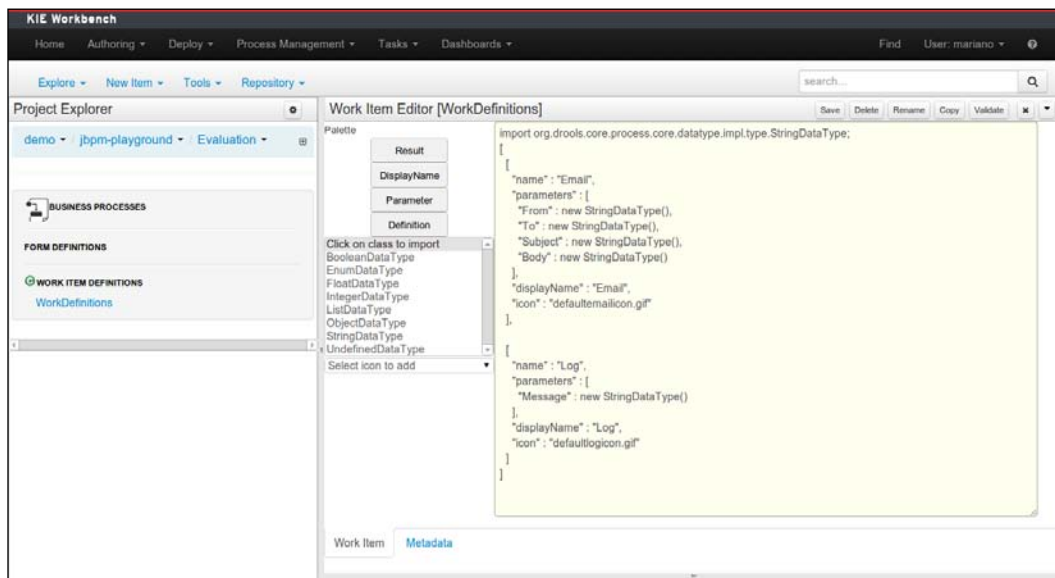 KIE Workbench
Home Authoring Deploy Process Management Tasks Dashboards Find User: mariano
Explore New Item Tools Repository search...
Project Explorer
demo / jbpm-playground Evaluation
BUSINESS PROCESSES
FORM DEFINITIONS
WORK ITEM DEFINITIONS
WorkDefinitions
Work Item Editor [WorkDefinitions] Save Delete Rename Copy Validate
Palette
Result
DisplayName
Parameter
Definition
Click on class to import
BooleanDataType
EnumDataType
FloatDataType
IntegerDataType
ListDataType
ObjectDataType
StringDataType
UndefinedDataType
Select icon to add
import org.drools.core.process.core.datatype.impl.type.StringDataType;
[
[
"name" : "Email",
"parameters" : [
"From" : new StringDataType(),
"To" : new StringDataType(),
"Subject" : new StringDataType(),
"Body" : new StringDataType()
],
"displayName" : "Email",
"icon" : "defaultemailicon.gif"
],
[
"name" : "Log",
"parameters" : [
"Message" : new StringDataType()
],
"displayName" : "Log",
"icon" : "defaultlogicon.gif"
]
]
Work Item Metadata